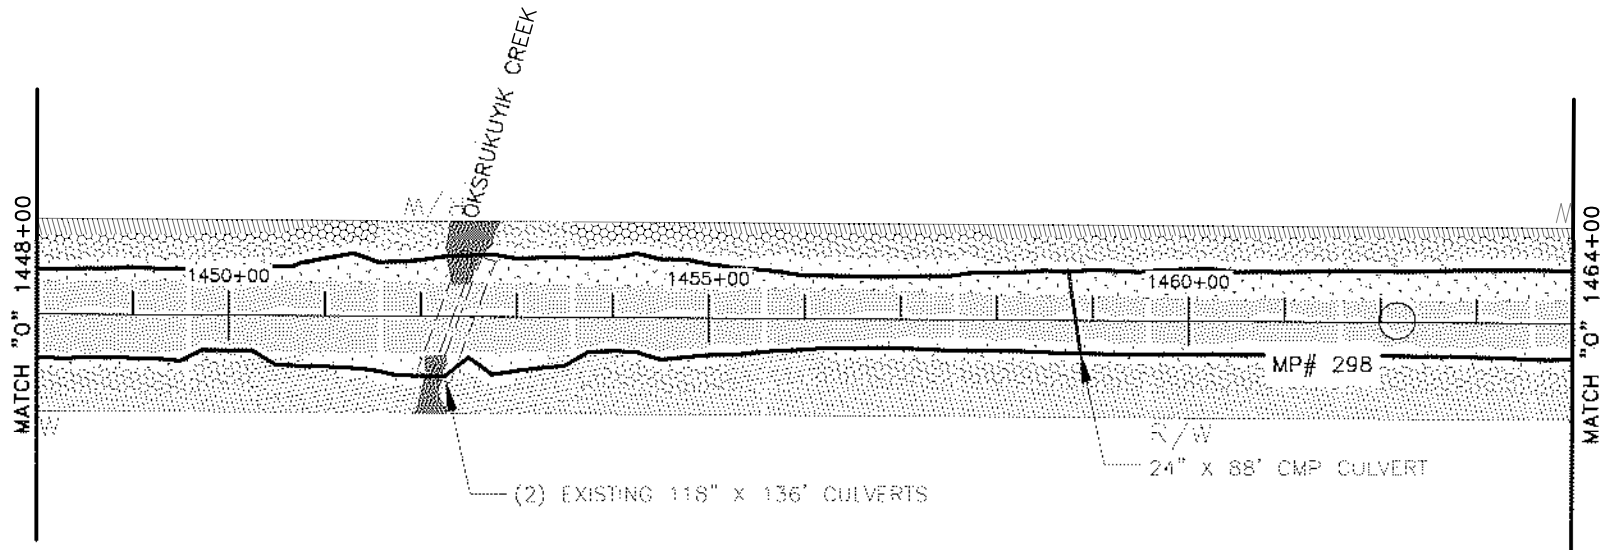 OKSRUKUYIK CREEK
MATCH "O" 1448+00
1450+00
1455+00
1460+00
MP# 298
MATCH "O" 1464+00
R/W
24" X 88' CMP CULVERT
(2) EXISTING 118" X 136' CULVERTS